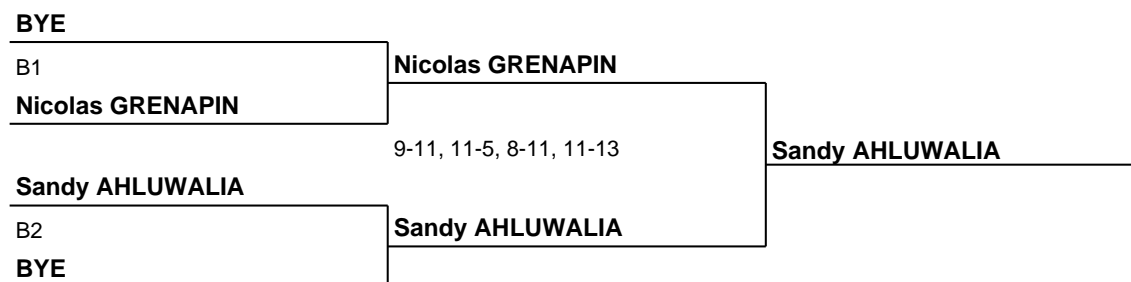 BYE
B1
Nicolas GRENAPIN
Nicolas GRENAPIN
9-11, 11-5, 8-11, 11-13
Sandy AHLUWALIA
Sandy AHLUWALIA
B2
Sandy AHLUWALIA
BYE